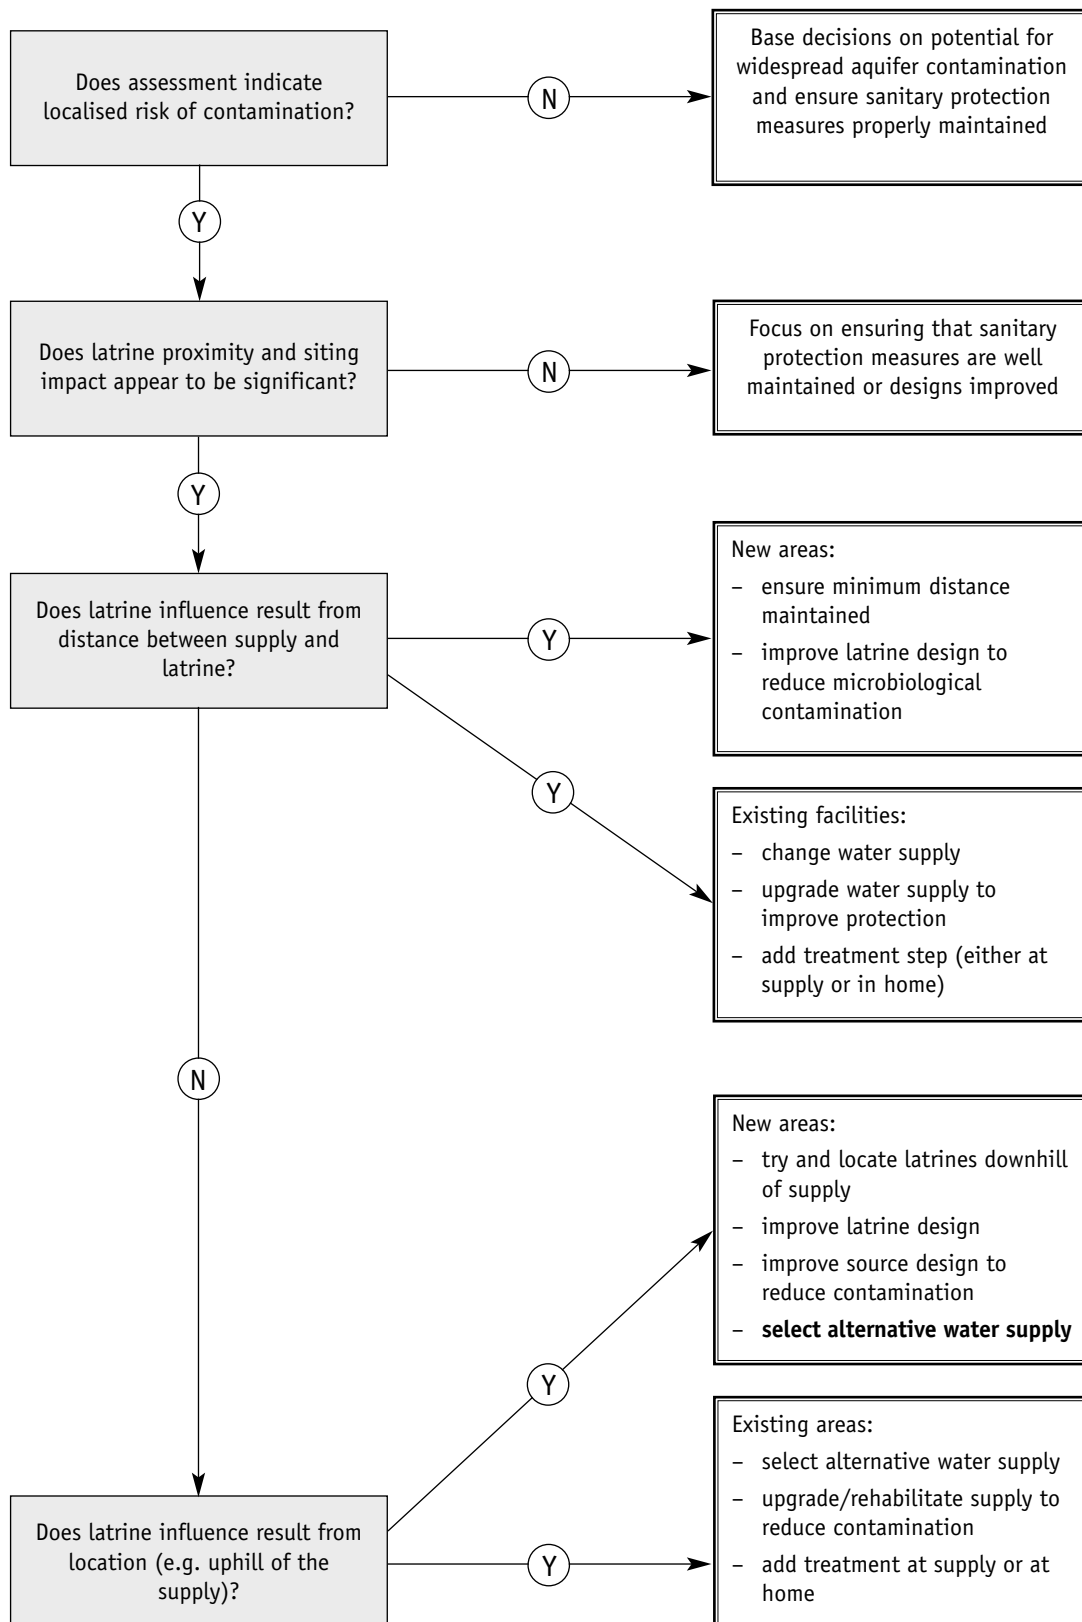 Does assessment indicate
localised risk of contamination?
N
Base decisions on potential for
widespread aquifer contamination
and ensure sanitary protection
measures properly maintained
Y
Does latrine proximity and siting
impact appear to be significant?
N
Focus on ensuring that sanitary
protection measures are well
maintained or designs improved
Y
Does latrine influence result from
distance between supply and
latrine?
Y
New areas:
– ensure minimum distance
maintained
– improve latrine design to
reduce microbiological
contamination
Y
Existing facilities:
– change water supply
– upgrade water supply to
improve protection
– add treatment step (either at
supply or in home)
N
New areas:
– try and locate latrines downhill
of supply
– improve latrine design
– improve source design to
reduce contamination
– select alternative water supply
Y
Does latrine influence result from
location (e.g. uphill of the
supply)?
Y
Existing areas:
– select alternative water supply
– upgrade/rehabilitate supply to
reduce contamination
– add treatment at supply or at
home